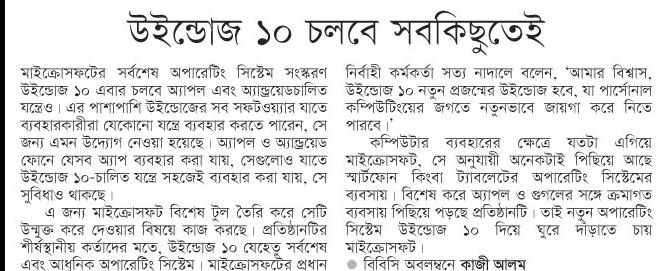 উইন্ডোজ ১০ চলবে সবকিছুতেই
মাইক্রোসফটের সর্বশেষ অপারেটিং সিস্টেম সংস্করণ
উইন্ডোজ ১০ এবার চলবে অ্যাপল এবং অ্যান্ড্রয়েডচালিত
যন্ত্রেও। এর পাশাপাশি উইন্ডোজের সব সফটওয়্যার যাতে
ব্যবহারকারীরা যেকোনো যন্ত্রে ব্যবহার করতে পারেন, সে
জন্য এমন উদ্যোগ নেওয়া হয়েছে। অ্যাপল ও অ্যান্ড্রয়েড
ফোনে যেসব অ্যাপ ব্যবহার করা যায়, সেগুলোও যাতে
উইন্ডোজ ১০-চালিত যন্ত্রে সহজেই ব্যবহার করা যায়, সে
সুবিধাও থাকছে।
এ জন্য মাইক্রোসফট বিশেষ টুল তৈরি করে সেটি
উন্মুক্ত করে দেওয়ার বিষয়ে কাজ করছে। প্রতিষ্ঠানটির
শীর্ষস্থানীয় কর্তাদের মতে, উইন্ডোজ ১০ যেহেতু সর্বশেষ
এবং আধুনিক অপারেটিং সিস্টেম। মাইক্রোসফটের প্রধান
নির্বাহী কর্মকর্তা সত্য নাদালে বলেন, ‘আমার বিশ্বাস,
উইন্ডোজ ১০ নতুন প্রজন্মের উইন্ডোজ হবে, যা পার্সোনাল
কম্পিউটিংয়ের জগতে নতুনভাবে জায়গা করে নিতে
পারবে।’
কম্পিউটার ব্যবহারের ক্ষেত্রে যতটা এগিয়ে
মাইক্রোসফট, সে অনুযায়ী অনেকটাই পিছিয়ে আছে
স্মার্টফোন কিংবা ট্যাবলেটের অপারেটিং সিস্টেমের
ব্যবসায়। বিশেষ করে অ্যাপল ও গুগলের সঙ্গে ক্রমাগত
ব্যবসায় পিছিয়ে পড়ছে প্রতিষ্ঠানটি। তাই নতুন অপারেটিং
সিস্টেম উইন্ডোজ ১০ দিয়ে ঘুরে দাঁড়াতে চায়
মাইক্রোসফট।
● বিবিসি অবলম্বনে কাজী আলম